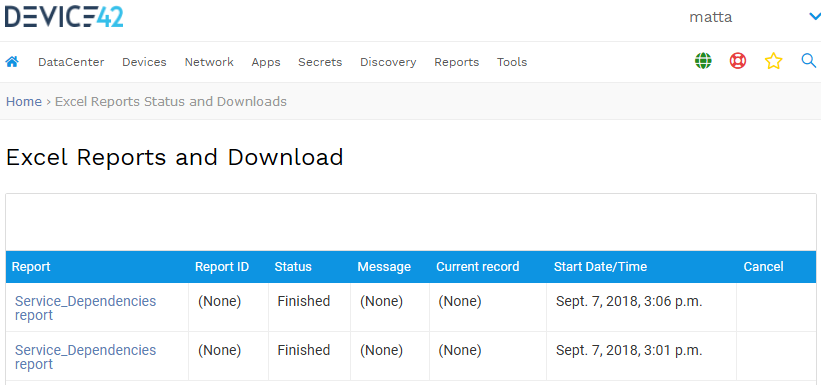 DEVICE42
matta
DataCenter Devices Network Apps Secrets Discovery Reports Tools
Home › Excel Reports Status and Downloads
Excel Reports and Download
Report Report ID Status Message Current record Start Date/Time Cancel
Service_Dependencies (None) Finished (None) (None) Sept. 7, 2018, 3:06 p.m.
report
Service_Dependencies (None) Finished (None) (None) Sept. 7, 2018, 3:01 p.m.
report